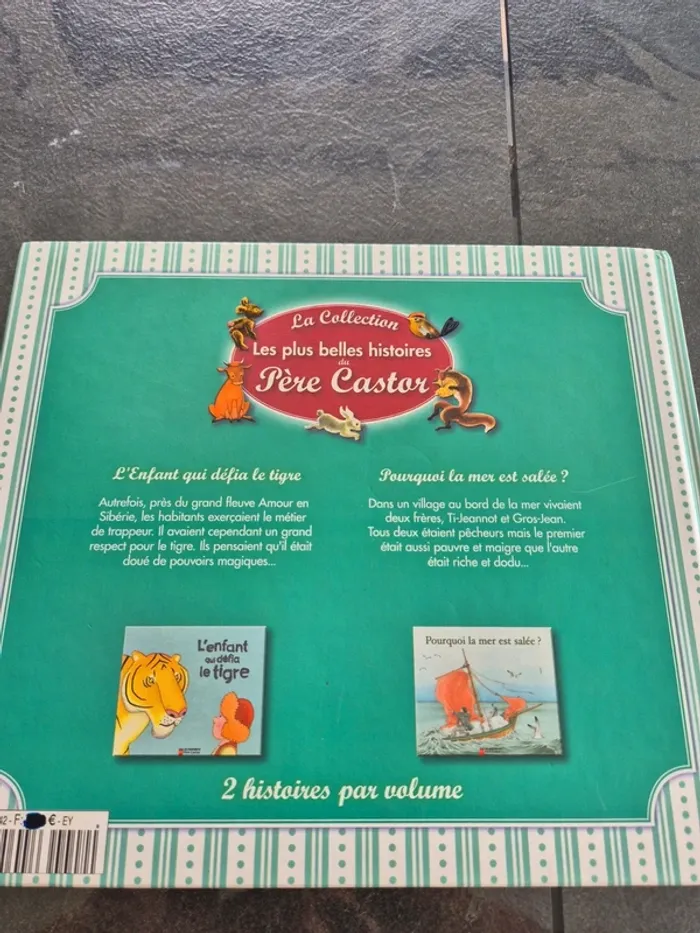 La Collection
Les plus belles histoires
du
Père Castor
L'Enfant qui défia le tigre
Autrefois, près du grand fleuve Amour en
Sibérie, les habitants exerçaient le métier
de trappeur. Il avaient cependant un grand
respect pour le tigre. Ils pensaient qu'il était
doué de pouvoirs magiques...
Pourquoi la mer est salée ?
Dans un village au bord de la mer vivaient
deux frères, Ti-Jeannot et Gros-Jean.
Tous deux étaient pêcheurs mais le premier
était aussi pauvre et maigre que l'autre
était riche et dodu...
L'enfant
qui défia
le tigre
Pourquoi la mer est salée ?
2 histoires par volume
€ - EY